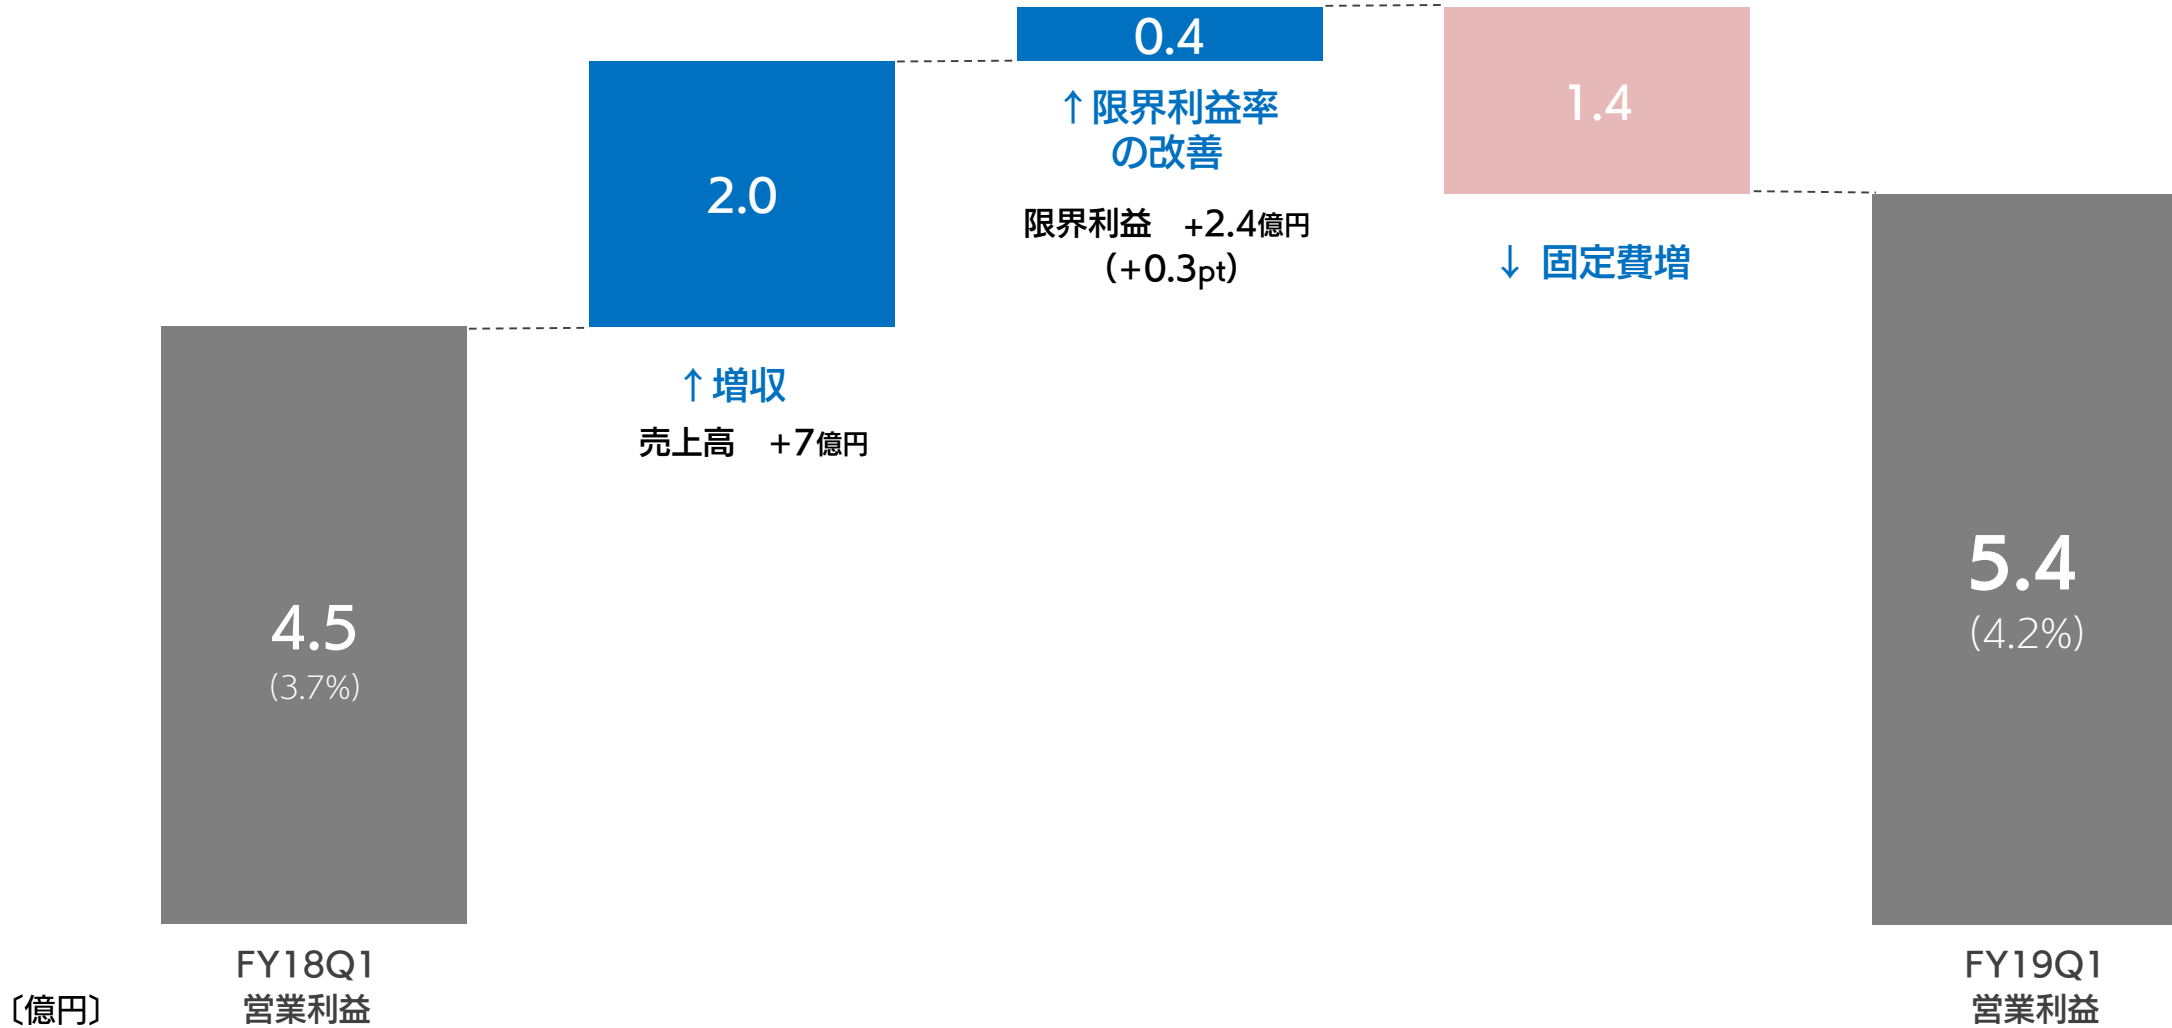 0.4
↑限界利益率
の改善
限界利益 +2.4億円
(+0.3pt)
2.0
↑増収
売上高 +7億円
1.4
↓ 固定費増
4.5
(3.7%)
5.4
(4.2%)
FY18Q1
営業利益
FY19Q1
営業利益
〔億円〕